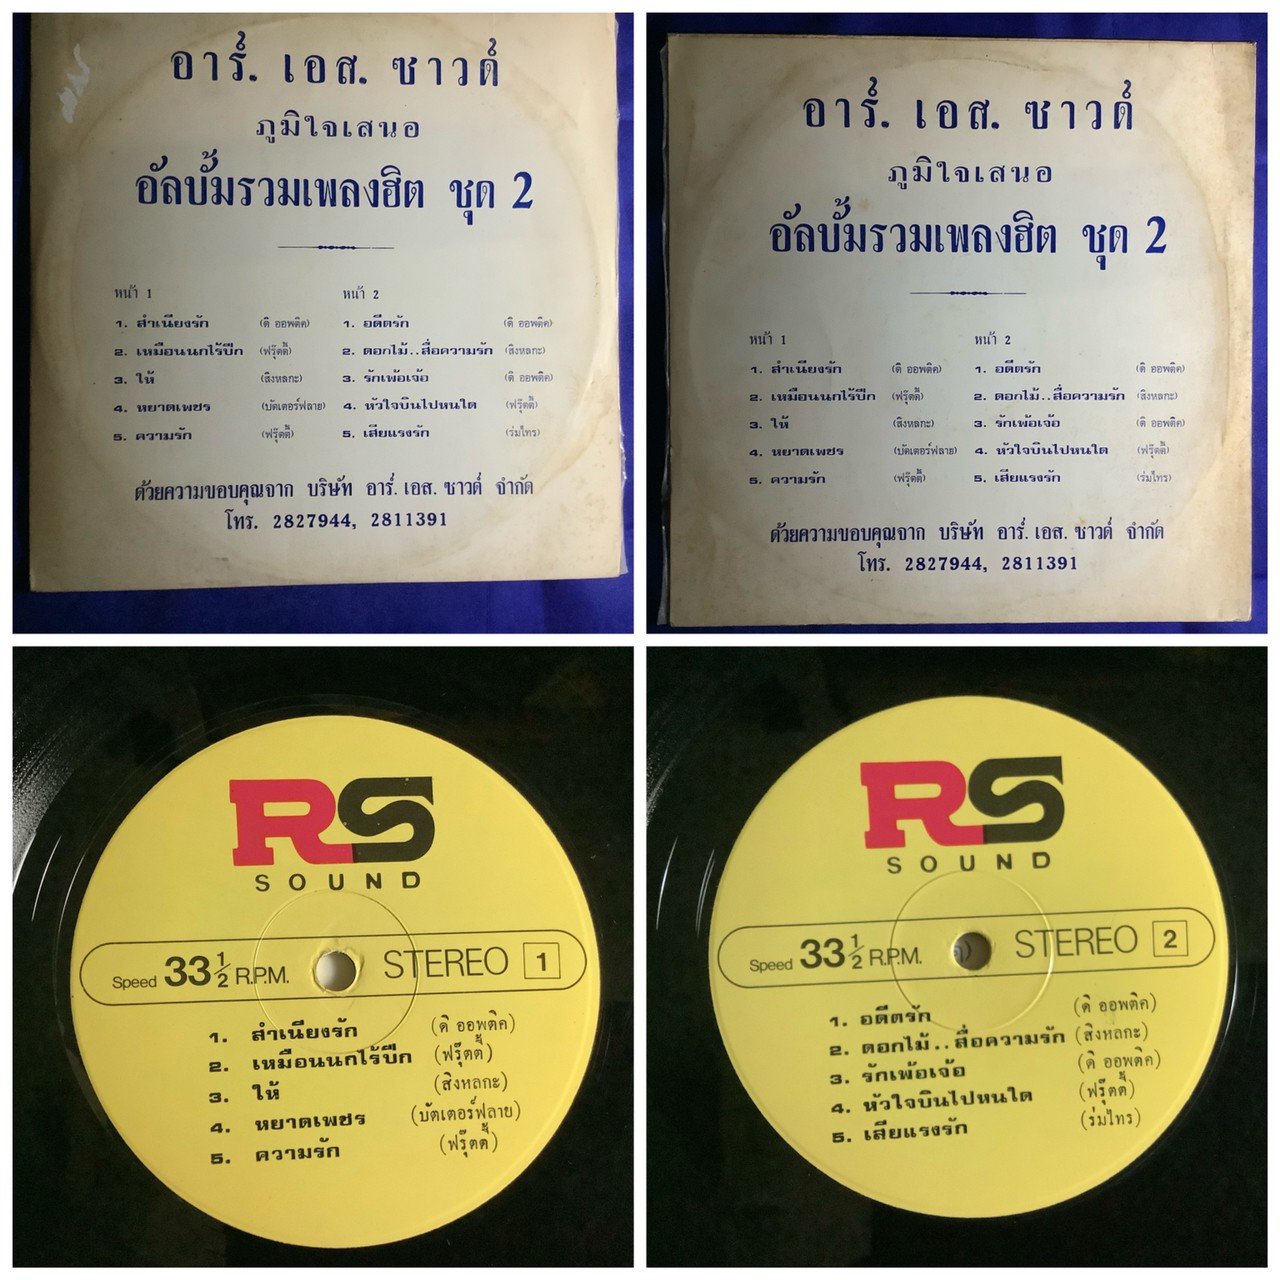 อาร์. เอส. ซาวด์
ภูมิใจเสนอ
อัลบั้มรวมเพลงฮิต ชุด 2
หน้า 1 หน้า 2
1. สำเนียงรัก (ดิ ออพติค) 1. อดีตรัก (ดิ ออพติค)
2. เหมือนนกไร้ปีก (ฟรุ๊ตตี้) 2. ดอกไม้..สื่อความรัก (สิงหลกะ)
3. ให้ (สิงหลกะ) 3. รักเพ้อเจ้อ (ดิ ออพติค)
4. หยาดเพชร (บัตเตอร์ฟลาย) 4. หัวใจบินไปหนใด (ฟรุ๊ตตี้)
5. ความรัก (ฟรุ๊ตตี้) 5. เสียแรงรัก (ร่มไทร)
ด้วยความขอบคุณจาก บริษัท อาร์. เอส. ซาวด์ จำกัด
โทร. 2827944, 2811391
อาร์. เอส. ซาวด์
ภูมิใจเสนอ
อัลบั้มรวมเพลงฮิต ชุด 2
หน้า 1 หน้า 2
1. สำเนียงรัก (ดิ ออพติค) 1. อดีตรัก (ดิ ออพติค)
2. เหมือนนกไร้ปีก (ฟรุ๊ตตี้) 2. ดอกไม้..สื่อความรัก (สิงหลกะ)
3. ให้ (สิงหลกะ) 3. รักเพ้อเจ้อ (ดิ ออพติค)
4. หยาดเพชร (บัตเตอร์ฟลาย) 4. หัวใจบินไปหนใด (ฟรุ๊ตตี้)
5. ความรัก (ฟรุ๊ตตี้) 5. เสียแรงรัก (ร่มไทร)
ด้วยความขอบคุณจาก บริษัท อาร์. เอส. ซาวด์ จำกัด
โทร. 2827944, 2811391
RS
SOUND
Speed 33 1/2 R.P.M. STEREO 1
1. สำเนียงรัก (ดิ ออพติค)
2. เหมือนนกไร้ปีก (ฟรุ๊ตตี้)
3. ให้ (สิงหลกะ)
4. หยาดเพชร (บัตเตอร์ฟลาย)
5. ความรัก (ฟรุ๊ตตี้)
RS
SOUND
Speed 33 1/2 R.P.M. STEREO 2
1. อดีตรัก (ดิ ออพติค)
2. ดอกไม้..สื่อความรัก (สิงหลกะ)
3. รักเพ้อเจ้อ (ดิ ออพติค)
4. หัวใจบินไปหนใด (ฟรุ๊ตตี้)
5. เสียแรงรัก (ร่มไทร)